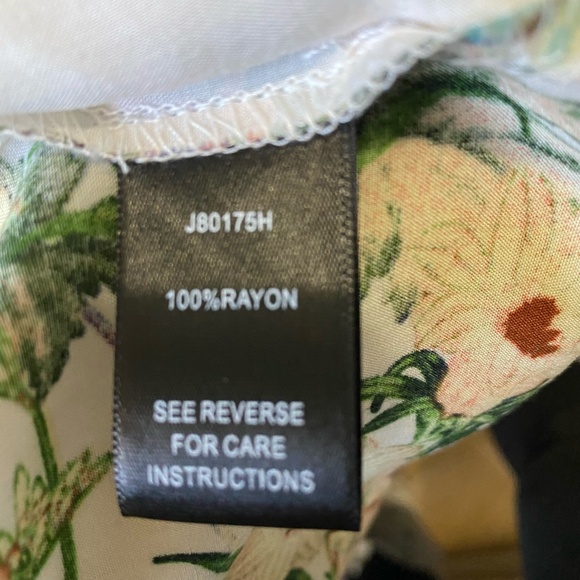 J80175H
100%RAYON
SEE REVERSE
FOR CARE
INSTRUCTIONS